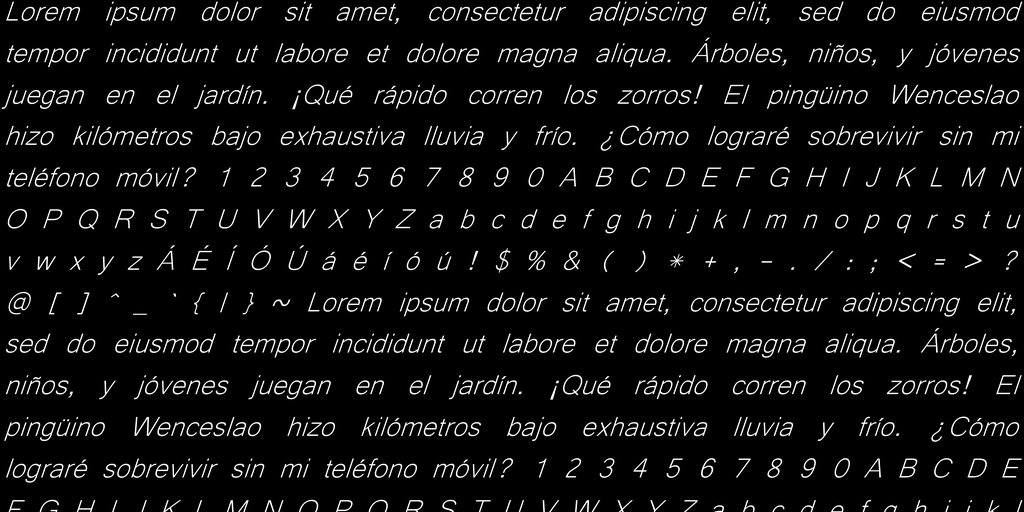 Lorem ipsum dolor sit amet, consectetur adipiscing elit, sed do eiusmod
tempor incididunt ut labore et dolore magna aliqua. Árboles, niños, y jóvenes
juegan en el jardín. ¡Qué rápido corren los zorros! El pingüino Wenceslao
hizo kilómetros bajo exhaustiva lluvia y frío. ¿Cómo lograré sobrevivir sin mi
teléfono móvil? 1 2 3 4 5 6 7 8 9 0 A B C D E F G H I J K L M N
O P Q R S T U V W X Y Z a b c d e f g h i j k l m n o p q r s t u
v w x y z Á É Í Ó Ú á é í ó ú ! $ % & ( ) * + , - . / : ; < = > ?
@ [ ] ^ _ ` { | } ~ Lorem ipsum dolor sit amet, consectetur adipiscing elit,
sed do eiusmod tempor incididunt ut labore et dolore magna aliqua. Árboles,
niños, y jóvenes juegan en el jardín. ¡Qué rápido corren los zorros! El
pingüino Wenceslao hizo kilómetros bajo exhaustiva lluvia y frío. ¿Cómo
lograré sobrevivir sin mi teléfono móvil? 1 2 3 4 5 6 7 8 9 0 A B C D E
F G H I J K L M N O P Q R S T U V W X Y Z a b c d e f g h i j k l